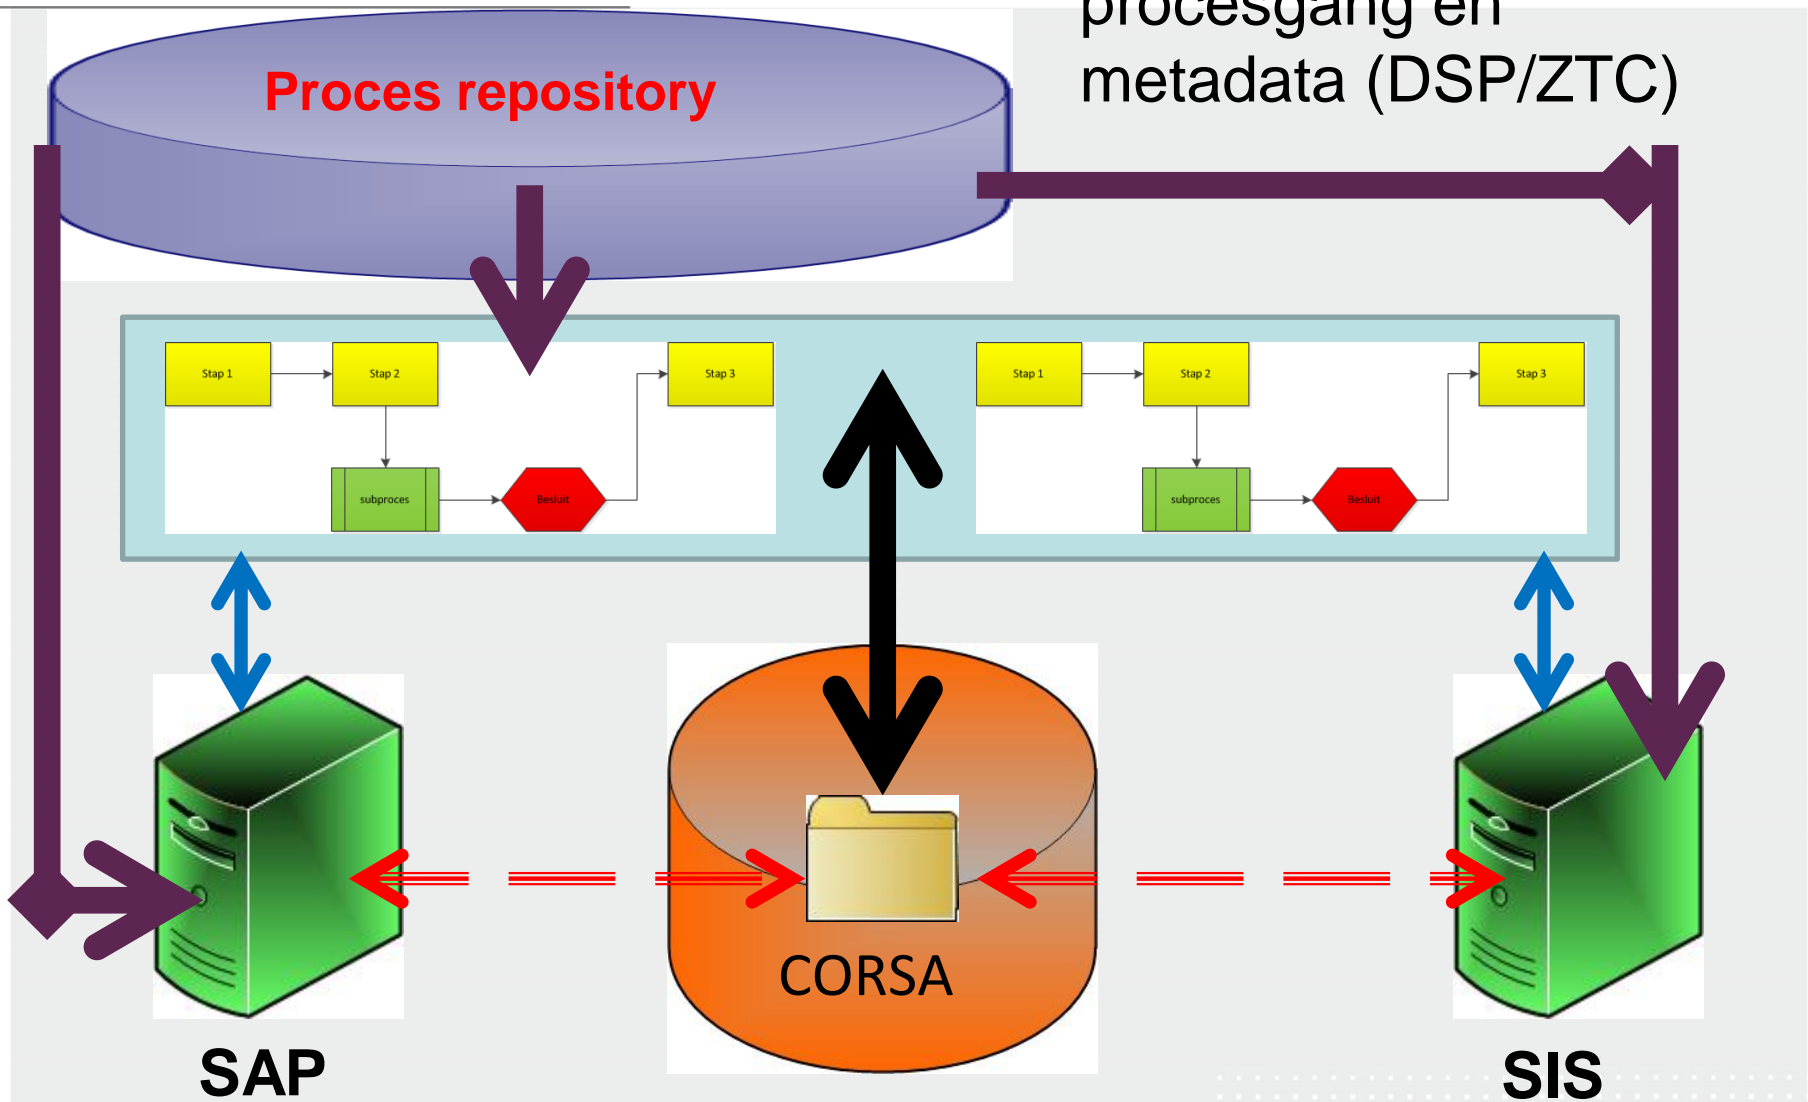 procesgang en
metadata (DSP/ZTC)
Proces repository
Stap 1
Stap 2
Stap 3
subproces
Besluit
Stap 1
Stap 2
Stap 3
subproces
Besluit
CORSA
SAP
SIS